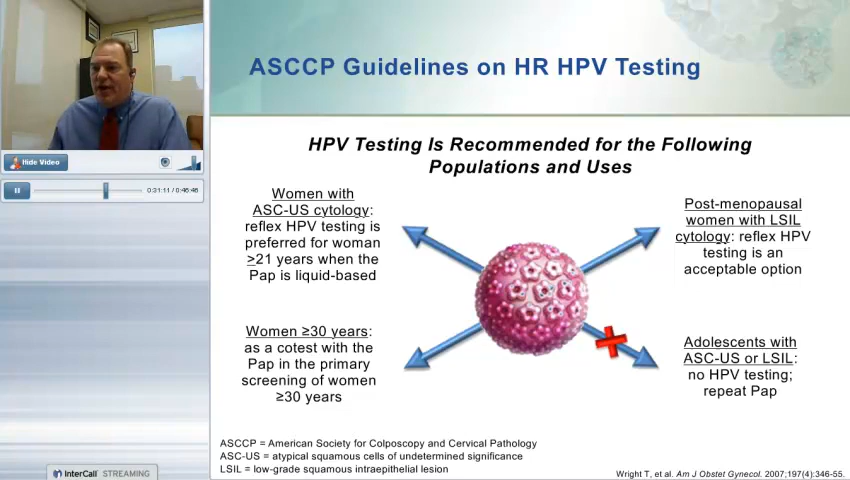 ASCCP Guidelines on HR HPV Testing
HPV Testing Is Recommended for the Following
Populations and Uses
Hide Video
0:31:11 / 0:46:46
Women with
ASC-US cytology:
reflex HPV testing is
preferred for woman
≥21 years when the
Pap is liquid-based
Post-menopausal
women with LSIL
cytology: reflex HPV
testing is an
acceptable option
Women ≥30 years:
as a cotest with the
Pap in the primary
screening of women
≥30 years
Adolescents with
ASC-US or LSIL:
no HPV testing;
repeat Pap
ASCCP = American Society for Colposcopy and Cervical Pathology
ASC-US = atypical squamous cells of undetermined significance
LSIL = low-grade squamous intraepithelial lesion
InterCall STREAMING
Wright T, et al. Am J Obstet Gynecol. 2007;197(4):346-55.